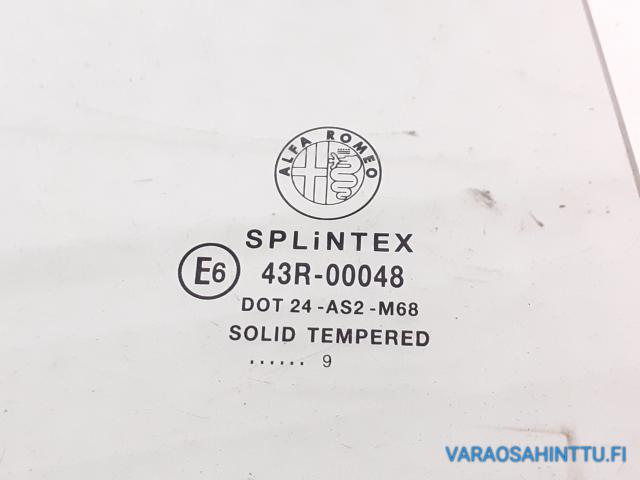 ALFA ROMEO
SPLiNTEX
E6 43R-00048
DOT 24-AS2-M68
SOLID TEMPERED
...... 9
VARAOSAHINTTU.FI